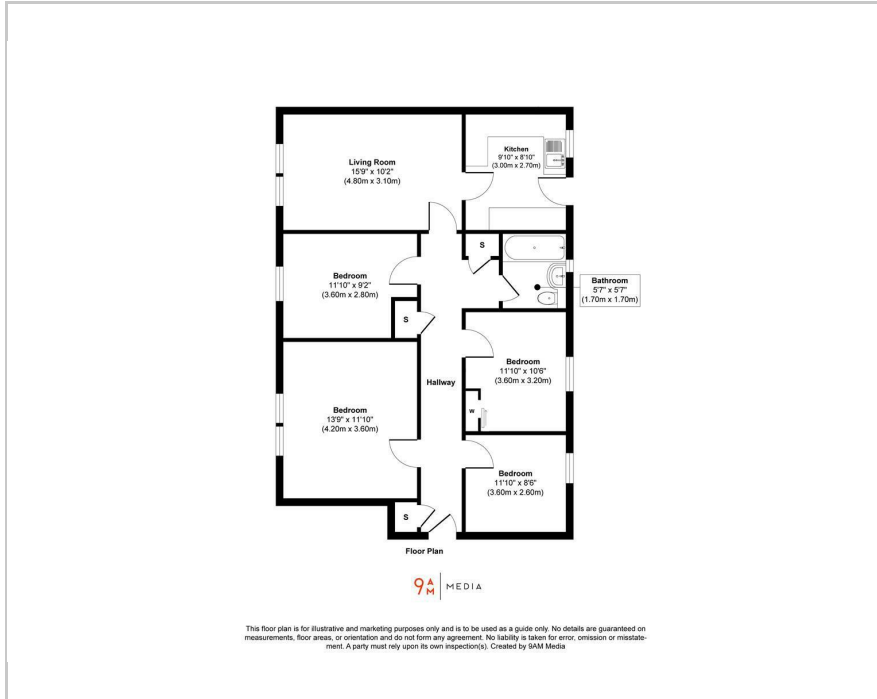 Living Room
15'9" x 10'2"
(4.80m x 3.10m)
Kitchen
9'10" x 8'10"
(3.00m x 2.70m)
S
Bedroom
11'10" x 9'2"
(3.60m x 2.80m)
Bathroom
5'7" x 5'7"
(1.70m x 1.70m)
S
Bedroom
11'10" x 10'6"
(3.60m x 3.20m)
Hallway
W
Bedroom
13'9" x 11'10"
(4.20m x 3.60m)
Bedroom
11'10" x 8'6"
(3.60m x 2.60m)
S
Floor Plan
9AM MEDIA
This floor plan is for illustrative and marketing purposes only and is to be used as a guide only. No details are guaranteed on
measurements, floor areas, or orientation and do not form any agreement. No liability is taken for error, omission or misstate-
ment. A party must rely upon its own inspection(s). Created by 9AM Media